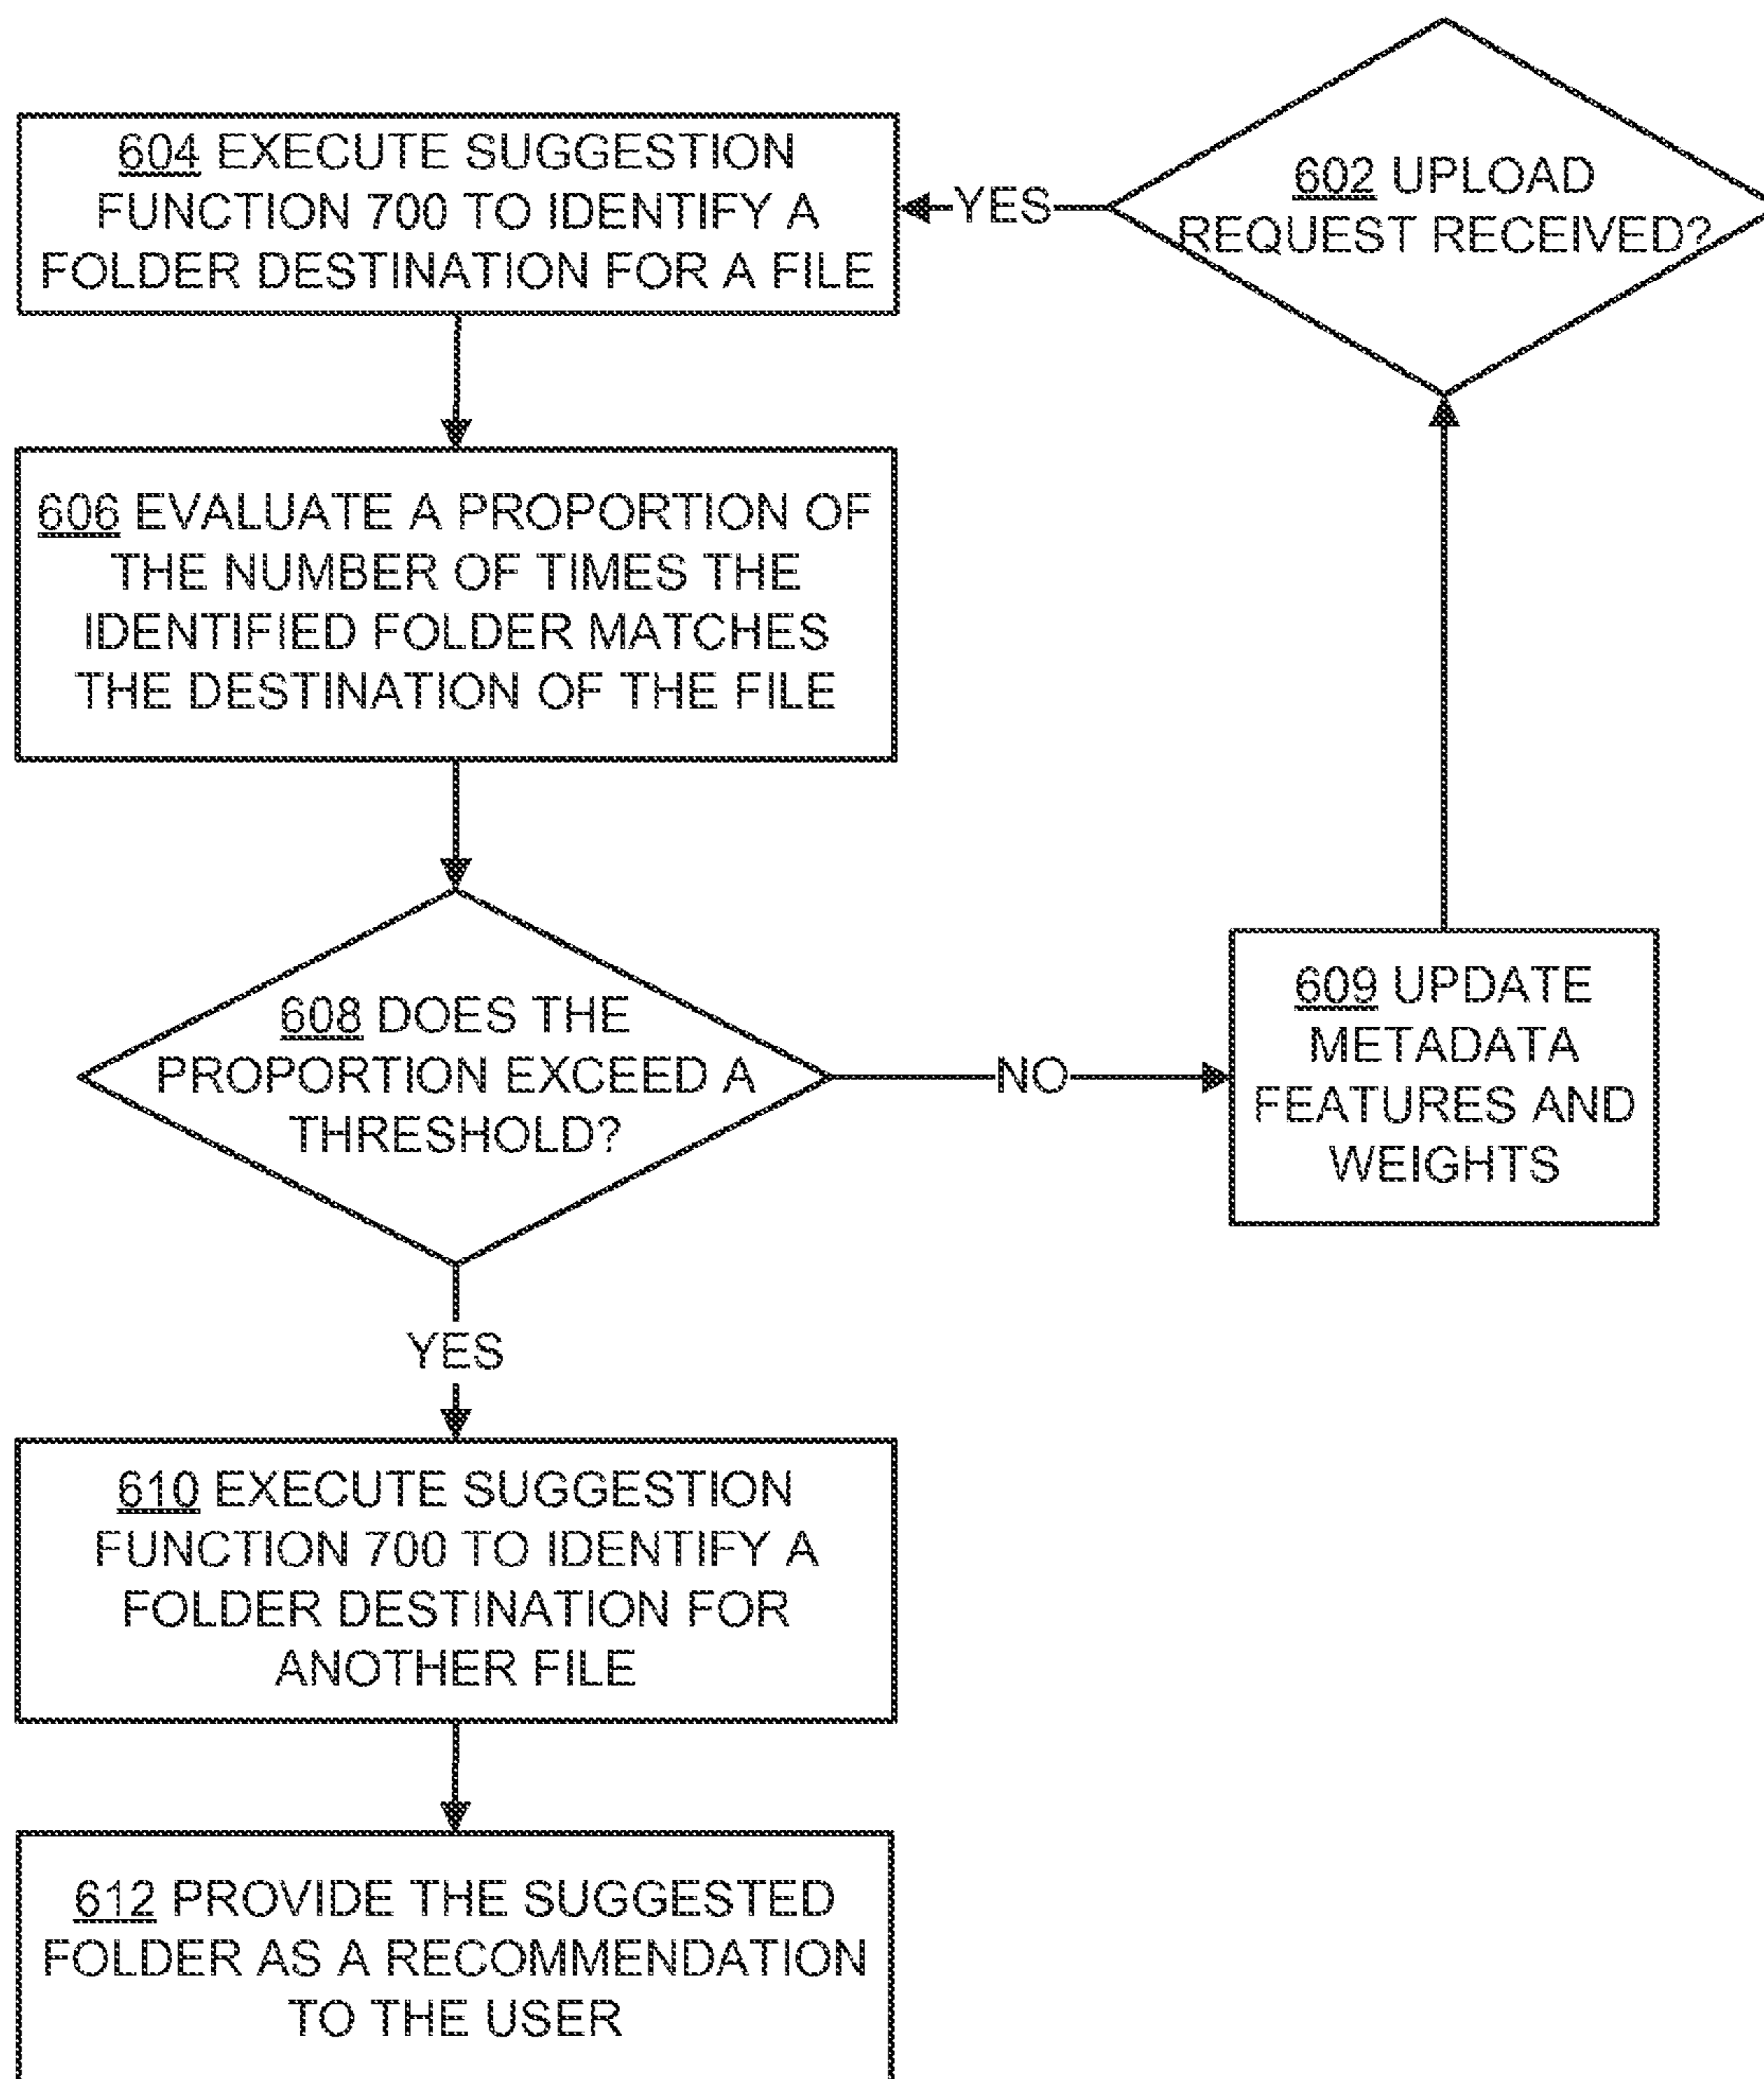 602 UPLOAD
REQUEST RECEIVED?
YES
604 EXECUTE SUGGESTION
FUNCTION 700 TO IDENTIFY A
FOLDER DESTINATION FOR A FILE
606 EVALUATE A PROPORTION OF
THE NUMBER OF TIMES THE
IDENTIFIED FOLDER MATCHES
THE DESTINATION OF THE FILE
608 DOES THE
PROPORTION EXCEED A
THRESHOLD?
NO
609 UPDATE
METADATA
FEATURES AND
WEIGHTS
YES
610 EXECUTE SUGGESTION
FUNCTION 700 TO IDENTIFY A
FOLDER DESTINATION FOR
ANOTHER FILE
612 PROVIDE THE SUGGESTED
FOLDER AS A RECOMMENDATION
TO THE USER